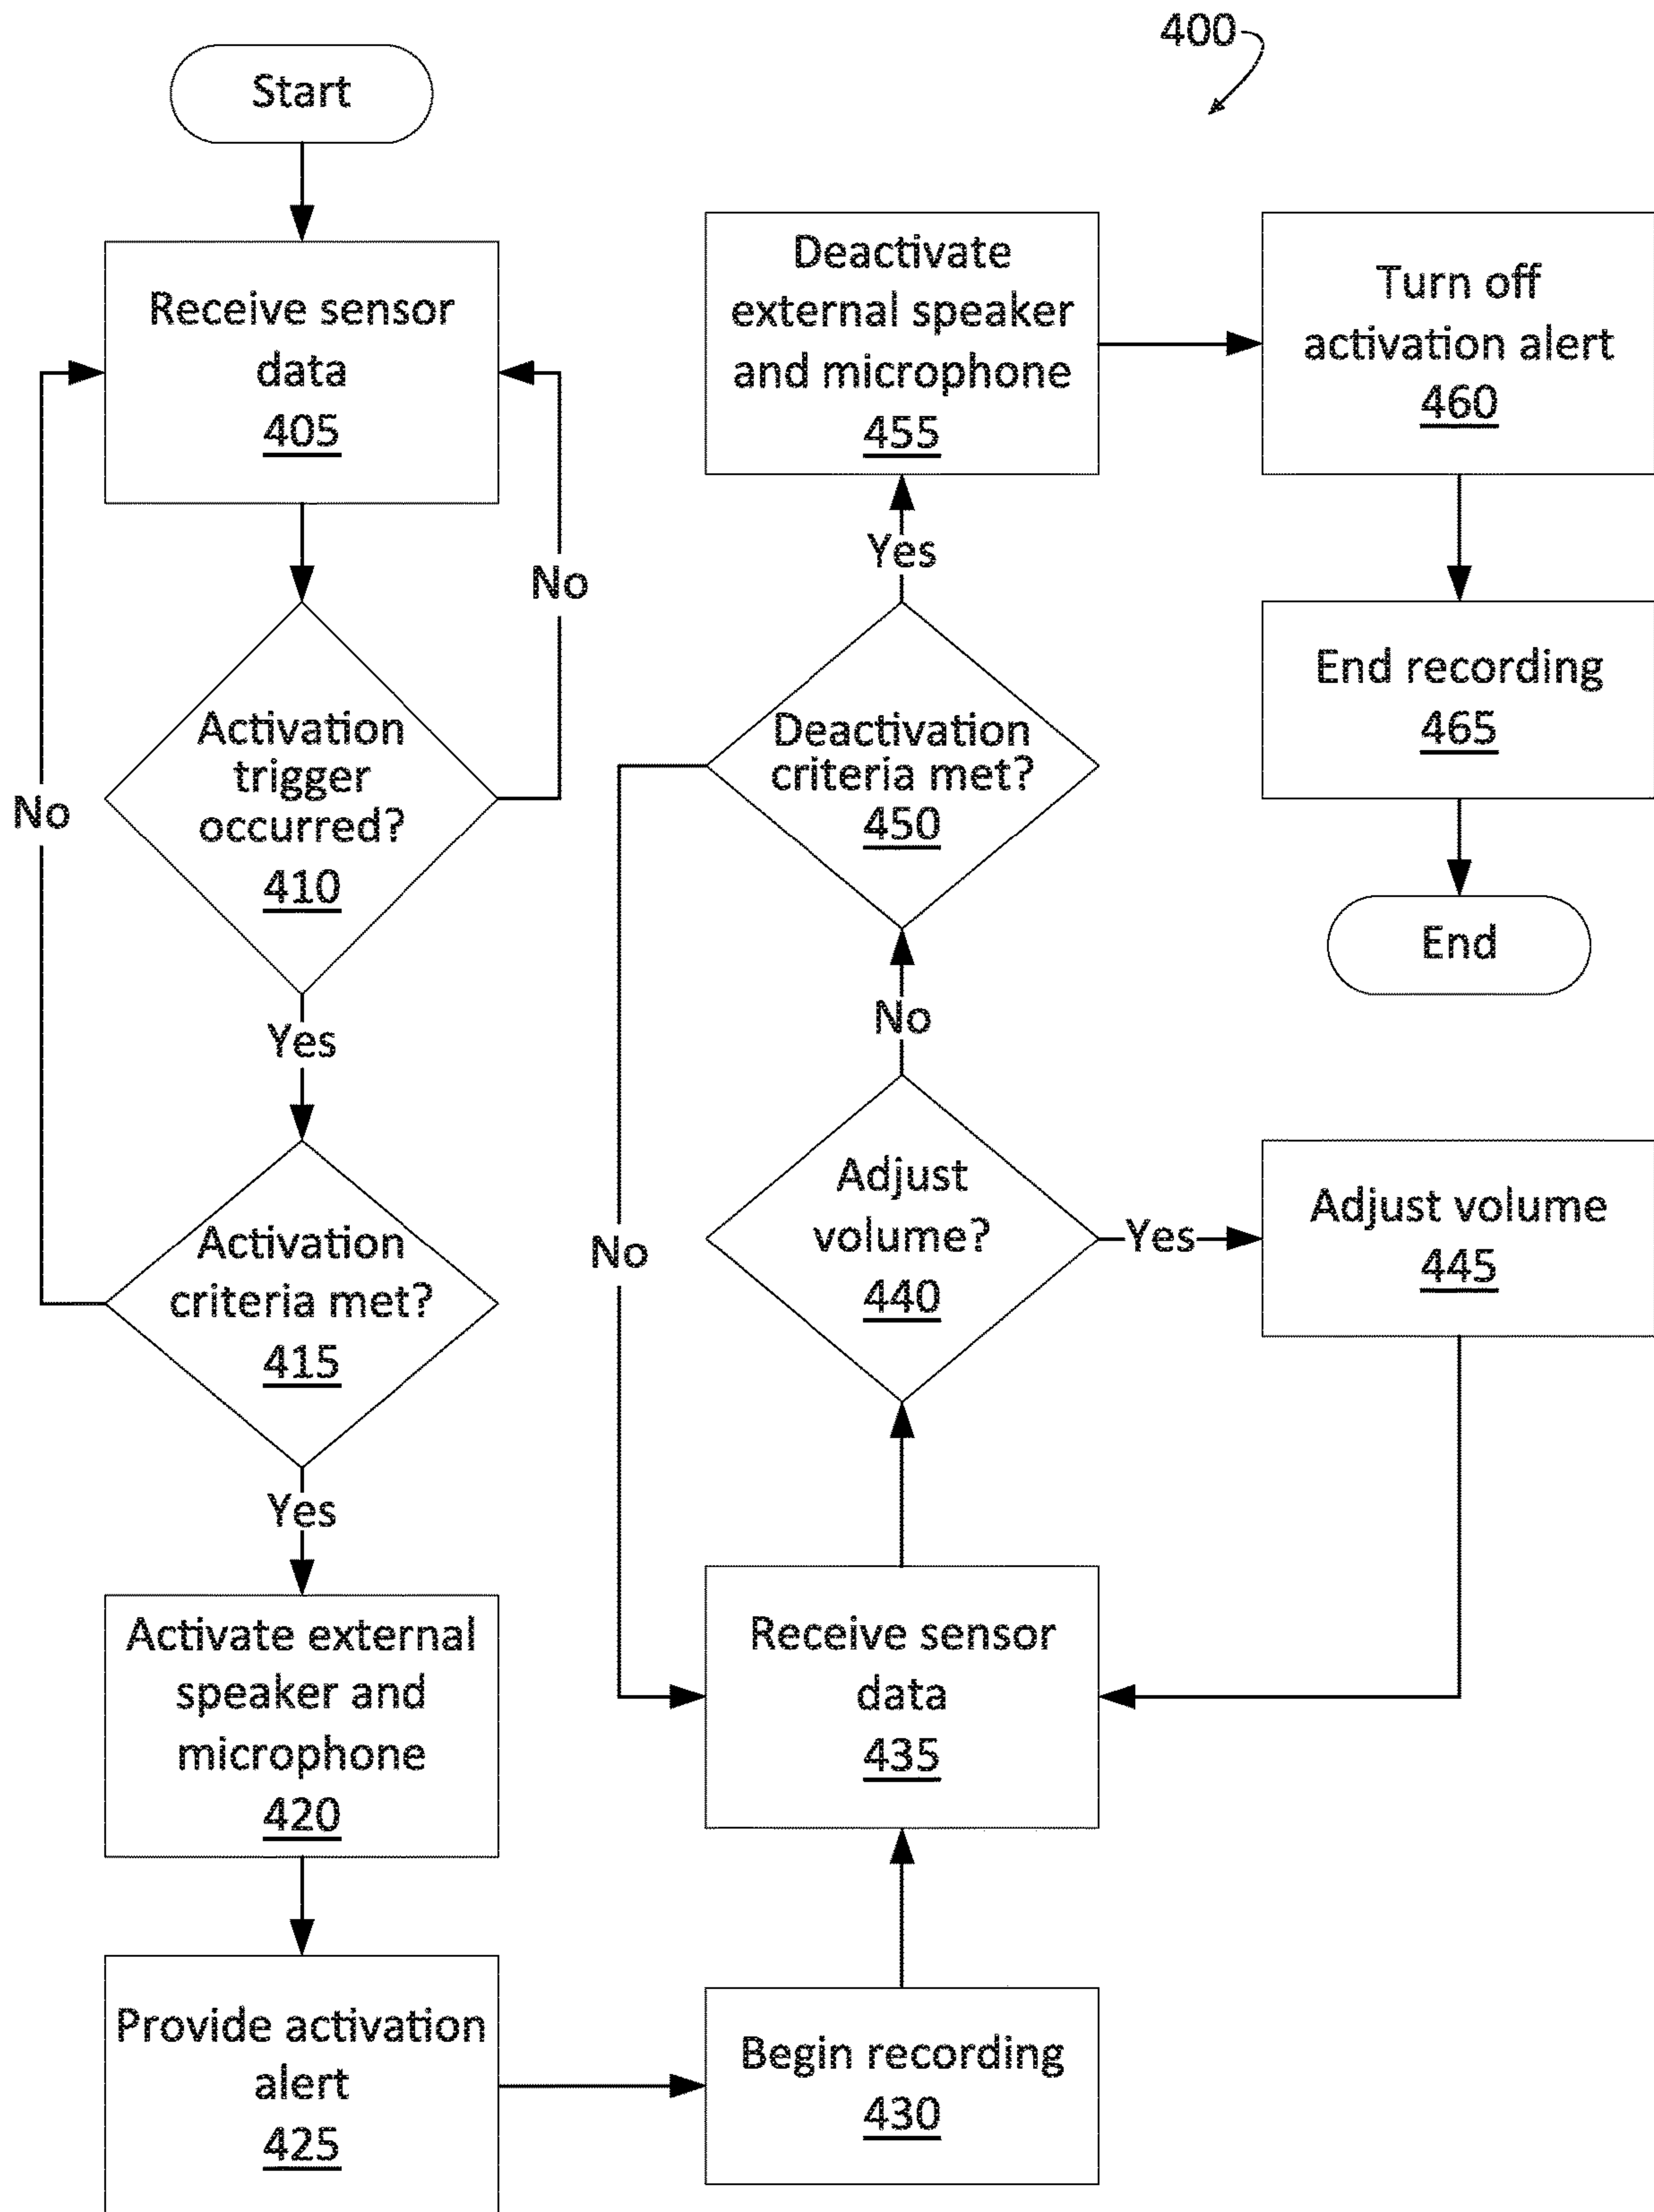 400
Start
Receive sensor
data
405
No
Activation
trigger
occurred?
410
No
Yes
Activation
criteria met?
415
Yes
Activate external
speaker and
microphone
420
Provide activation
alert
425
Begin recording
430
Receive sensor
data
435
Adjust
volume?
440
Yes
Adjust volume
445
No
Deactivation
criteria met?
450
No
Yes
Deactivate
external speaker
and microphone
455
Turn off
activation alert
460
End recording
465
End